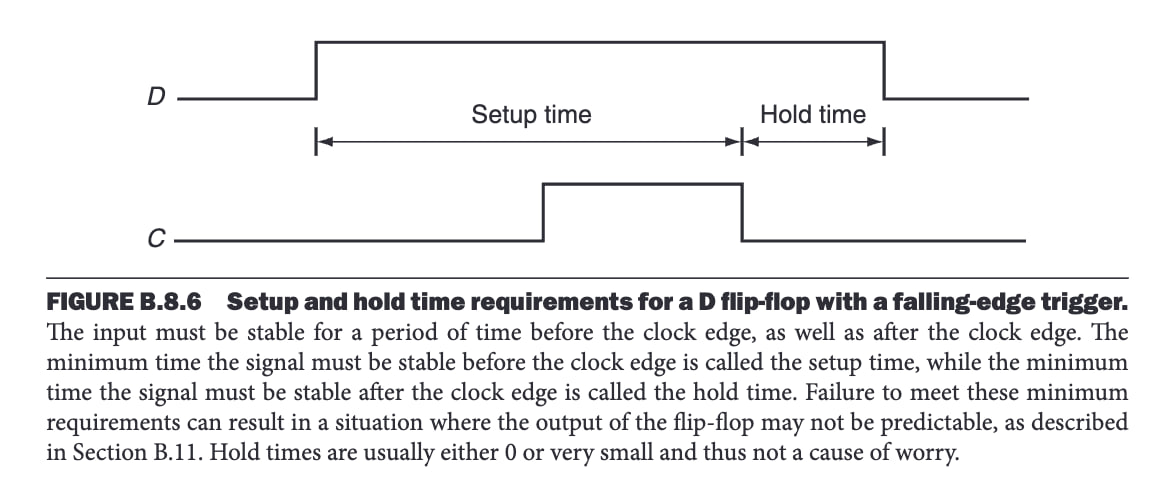 D
Setup time
Hold time
C
FIGURE B.8.6 Setup and hold time requirements for a D flip-flop with a falling-edge trigger.
The input must be stable for a period of time before the clock edge, as well as after the clock edge. The
minimum time the signal must be stable before the clock edge is called the setup time, while the minimum
time the signal must be stable after the clock edge is called the hold time. Failure to meet these minimum
requirements can result in a situation where the output of the flip-flop may not be predictable, as described
in Section B.11. Hold times are usually either 0 or very small and thus not a cause of worry.